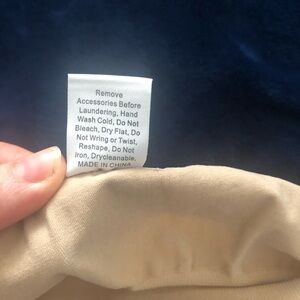 Remove
Accessories Before
Laundering, Hand
Wash Cold, Do Not
Bleach, Dry Flat, Do
Not Wring or Twist,
Reshape, Do Not
Iron, Drycleanable.
MADE IN CHINA